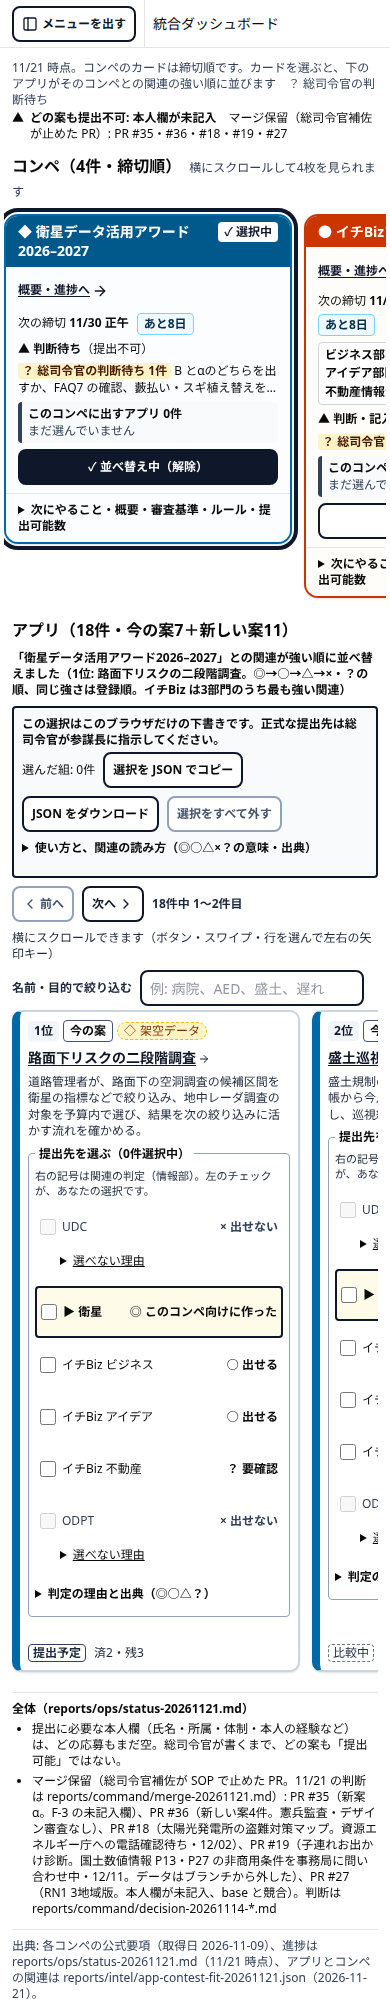 メニューを出す
統合ダッシュボード
11/21 時点。コンペのカードは締切順です。カードを選ぶと、下の
アプリがそのコンペとの関連の強い順に並びます ？ 総司令官の判
断待ち
▲ どの案も提出不可: 本人欄が未記入 マージ保留（総司令官補佐
が止めた PR）: PR #35・#36・#18・#19・#27
コンペ（4件・締切順） 横にスクロールして4枚を見られま
す
◆ 衛星データ活用アワード
2026–2027
✓ 選択中
概要・進捗へ →
次の締切 11/30 正午 あと8日
▲ 判断待ち（提出不可）
？ 総司令官の判断待ち 1件 B とαのどちらを出
すか、FAQ7 の確認、薮払い・スギ植え替えを…
このコンペに出すアプリ 0件
まだ選んでいません
✓ 並べ替え中（解除）
▶ 次にやること・概要・審査基準・ルール・提
出可能数
● イチBiz
概要・進捗へ
次の締切 11/
あと8日
ビジネス部
アイデア部
不動産情報
▲ 判断・記入
？ 総司令官
このコンペ
まだ選んで
▶ 次にやるこ
出可能数
アプリ（18件・今の案7＋新しい案11）
「衛星データ活用アワード2026–2027」との関連が強い順に並べ替
えました（1位: 路面下リスクの二段階調査。◎→○→△→×・？の
順、同じ強さは登録順。イチBiz は3部門のうち最も強い関連）
この選択はこのブラウザだけの下書きです。正式な提出先は総
司令官が参謀長に指示してください。
選んだ組: 0件 選択を JSON でコピー
JSON をダウンロード 選択をすべて外す
▶ 使い方と、関連の読み方（◎○△×？の意味・出典）
前へ 次へ 18件中 1〜2件目
横にスクロールできます（ボタン・スワイプ・行を選んで左右の矢
印キー）
名前・目的で絞り込む 例: 病院、AED、盛土、遅れ
1位 今の案 ◇ 架空データ
路面下リスクの二段階調査 →
道路管理者が、路面下の空洞調査の候補区間を
衛星の指標などで絞り込み、地中レーダ調査の
対象を予算内で選び、結果を次の絞り込みに活
かす流れを確かめる。
提出先を選ぶ（0件選択中）
右の記号は関連の判定（情報部）。左のチェック
が、あなたの選択です。
UDC × 出せない
▶ 選べない理由
▶ 衛星 ◎ このコンペ向けに作った
イチBiz ビジネス ○ 出せる
イチBiz アイデア ○ 出せる
イチBiz 不動産 ？ 要確認
ODPT × 出せない
▶ 選べない理由
▶ 判定の理由と出典（◎○△？）
提出予定 済2・残3
2位
盛土巡視
盛土規制
帳から今
し、巡視
提出先を
右の記
が、あな
UD
▶
▶
イチ
イチ
イチ
OD
▶
▶ 判定の
比較中
全体（reports/ops/status-20261121.md）
• 提出に必要な本人欄（氏名・所属・体制・本人の経験など）
は、どの応募もまだ空。総司令官が書くまで、どの案も「提出
可能」ではない。
• マージ保留（総司令官補佐が SOP で止めた PR。11/21 の判断
は reports/command/merge-20261121.md）: PR #35（新案
α。F-3 の未記入欄）、PR #36（新しい案4件。憲兵監査・デザイ
ン審査なし）、PR #18（太陽光発電所の盗難対策マップ。資源エ
ネルギー庁への電話確認待ち・12/02）、PR #19（子連れお出か
け診断。国土数値情報 P13・P27 の非商用条件を事務局に問い
合わせ中・12/11。データはブランチから外した）、PR #27
（RN1 3地域版。本人欄が未記入、base と競合）。判断は
reports/command/decision-20261114-*.md
出典: 各コンペの公式要項（取得日 2026-11-09）、進捗は
reports/ops/status-20261121.md（11/21 時点）、アプリとコンペ
の関連は reports/intel/app-contest-fit-20261121.json（2026-11-
21）。